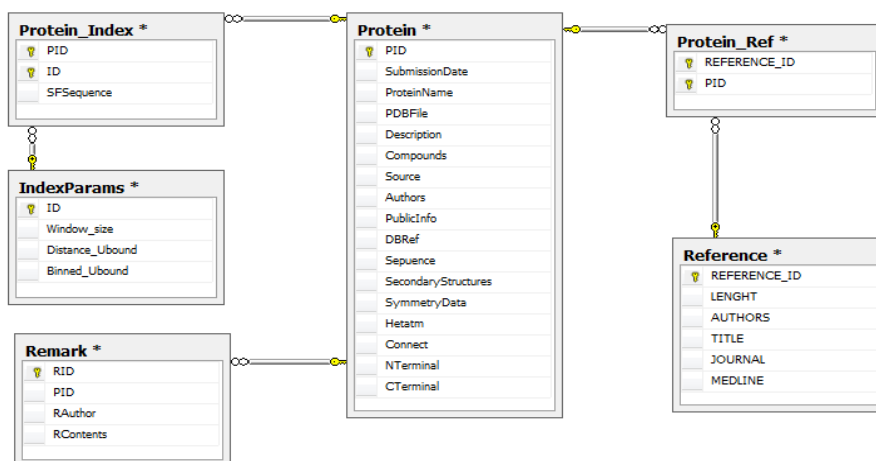 Protein_Index *
PID
ID
SFSequence
IndexParams *
ID
Window_size
Distance_Ubound
Binned_Ubound
Remark *
RID
PID
RAuthor
RContents
Protein *
PID
SubmissionDate
ProteinName
PDBFile
Description
Compounds
Source
Authors
PublicInfo
DBRef
Sepuence
SecondaryStructures
SymmetryData
Hetatm
Connect
NTerminal
CTerminal
Protein_Ref *
REFERENCE_ID
PID
Reference *
REFERENCE_ID
LENGHT
AUTHORS
TITLE
JOURNAL
MEDLINE